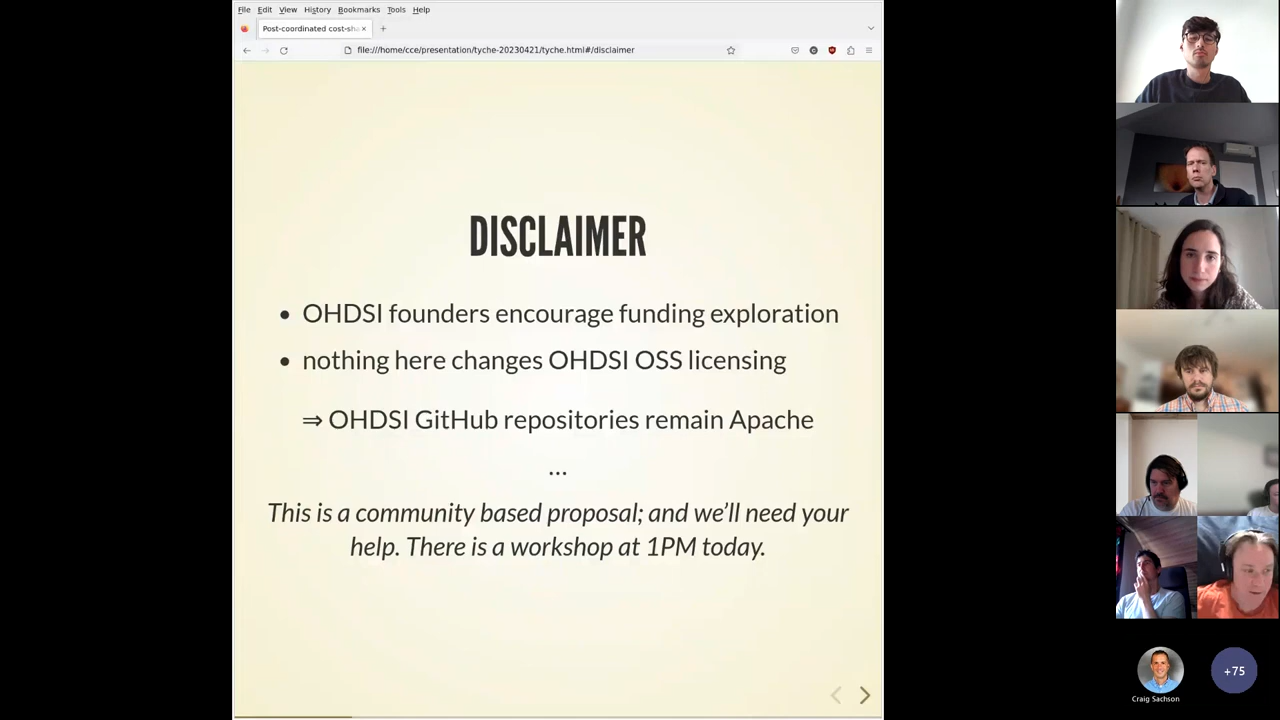 File Edit View History Bookmarks Tools Help
Post-coordinated cost-sha
file:///home/cce/presentation/tyche-20230421/tyche.html#/disclaimer
DISCLAIMER
• OHDSI founders encourage funding exploration
• nothing here changes OHDSI OSS licensing
⇒ OHDSI GitHub repositories remain Apache
...
This is a community based proposal; and we'll need your
help. There is a workshop at 1PM today.
Craig Sachson
+75